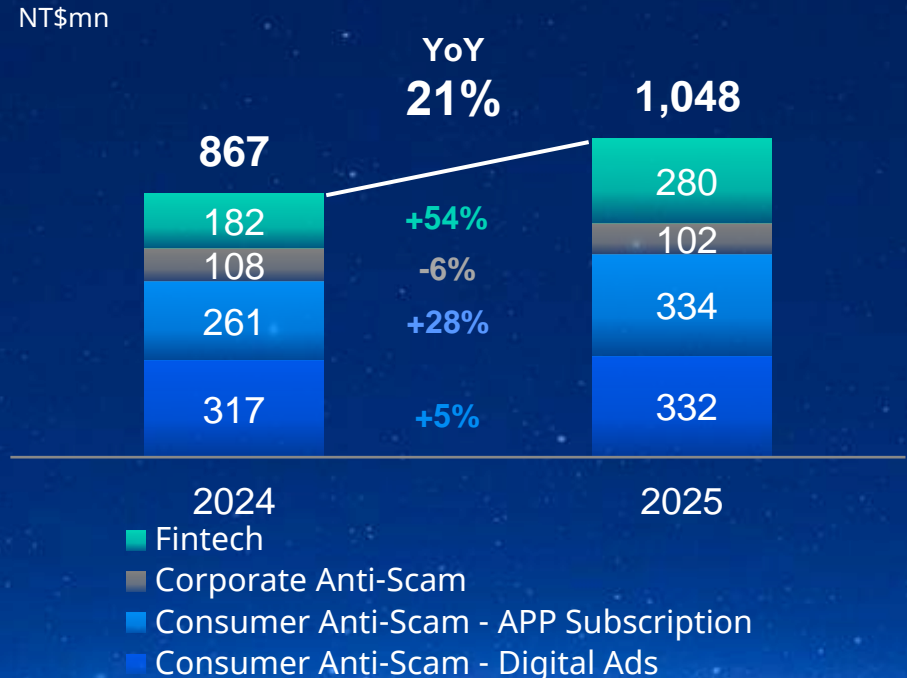 NT$mn
YoY
21%
867
1,048
182
+54%
280
108
-6%
102
261
+28%
334
317
+5%
332
2024
2025
Fintech
Corporate Anti-Scam
Consumer Anti-Scam - APP Subscription
Consumer Anti-Scam - Digital Ads